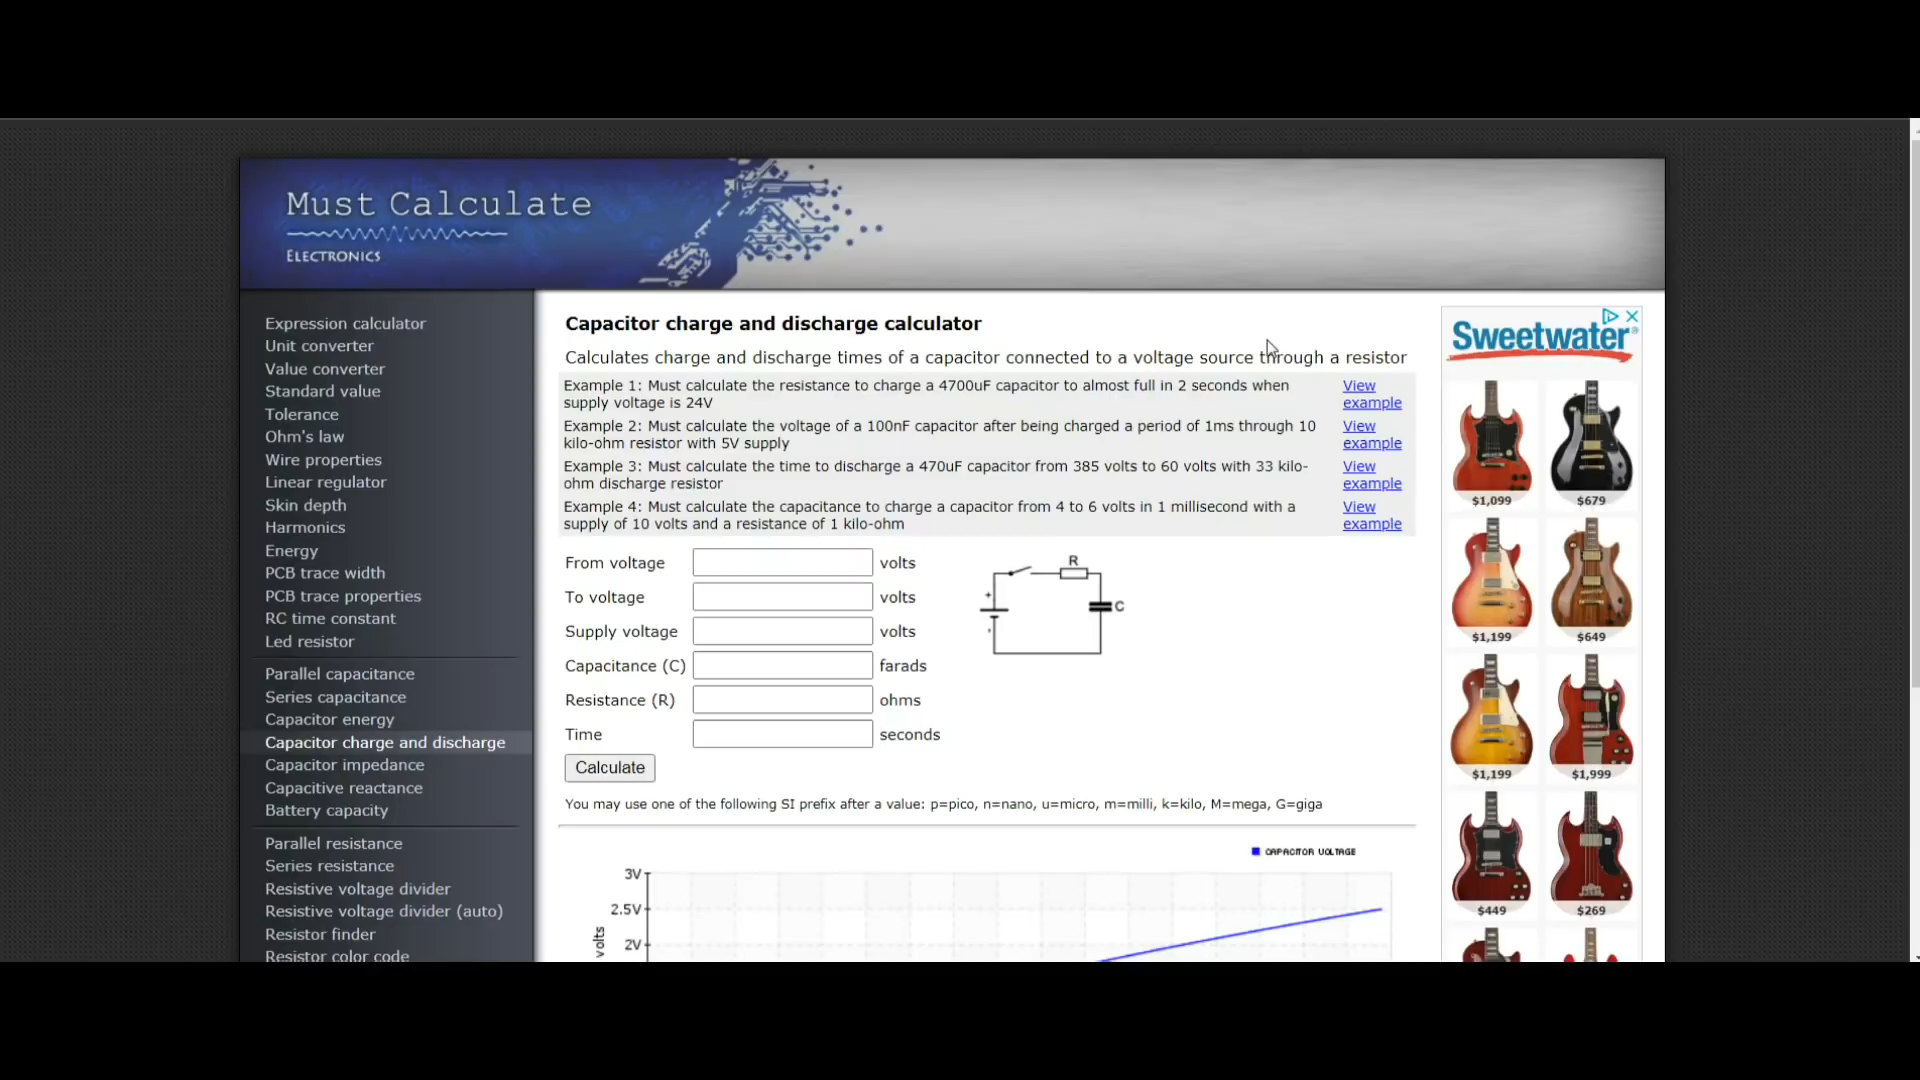 Must Calculate
ELECTRONICS
Expression calculator
Unit converter
Value converter
Standard value
Tolerance
Ohm's law
Wire properties
Linear regulator
Skin depth
Harmonics
Energy
PCB trace width
PCB trace properties
RC time constant
Led resistor
Parallel capacitance
Series capacitance
Capacitor energy
Capacitor charge and discharge
Capacitor impedance
Capacitive reactance
Battery capacity
Parallel resistance
Series resistance
Resistive voltage divider
Resistive voltage divider (auto)
Resistor finder
Resistor color code
Capacitor charge and discharge calculator
Calculates charge and discharge times of a capacitor connected to a voltage source through a resistor
Example 1: Must calculate the resistance to charge a 4700uF capacitor to almost full in 2 seconds when
supply voltage is 24V
View
example
Example 2: Must calculate the voltage of a 100nF capacitor after being charged a period of 1ms through 10
kilo-ohm resistor with 5V supply
View
example
Example 3: Must calculate the time to discharge a 470uF capacitor from 385 volts to 60 volts with 33 kilo-
ohm discharge resistor
View
example
Example 4: Must calculate the capacitance to charge a capacitor from 4 to 6 volts in 1 millisecond with a
supply of 10 volts and a resistance of 1 kilo-ohm
View
example
From voltage volts
To voltage volts
Supply voltage volts
Capacitance (C) farads
Resistance (R) ohms
Time seconds
R
C
Calculate
You may use one of the following SI prefix after a value: p=pico, n=nano, u=micro, m=milli, k=kilo, M=mega, G=giga
CAPACITOR VOLTAGE
3V
2.5V
2V
volts
Sweetwater
$1,099 $679
$1,199 $649
$1,199 $1,999
$449 $269